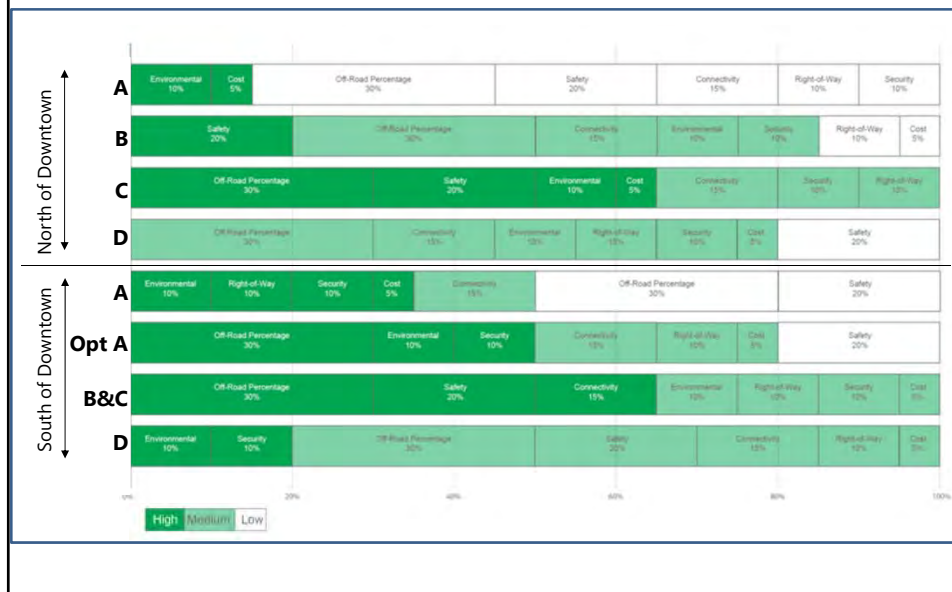 North of Downtown
A
Environmental
10%
Cost
5%
Off-Road Percentage
30%
Safety
20%
Connectivity
15%
Right-of-Way
10%
Security
10%
B
Safety
20%
Off-Road Percentage
30%
Connectivity
15%
Environmental
10%
Security
10%
Right-of-Way
10%
Cost
5%
C
Off-Road Percentage
30%
Safety
20%
Environmental
10%
Cost
5%
Connectivity
15%
Security
10%
Right-of-Way
10%
D
Off-Road Percentage
30%
Connectivity
15%
Environmental
10%
Right-of-Way
10%
Security
10%
Cost
5%
Safety
20%
South of Downtown
A
Environmental
10%
Right-of-Way
10%
Security
10%
Cost
5%
Connectivity
15%
Off-Road Percentage
30%
Safety
20%
Opt A
Off-Road Percentage
30%
Environmental
10%
Security
10%
Connectivity
15%
Right-of-Way
10%
Cost
5%
Safety
20%
B&C
Off-Road Percentage
30%
Safety
20%
Connectivity
15%
Environmental
10%
Right-of-Way
10%
Security
10%
Cost
5%
D
Environmental
10%
Security
10%
Off-Road Percentage
30%
Safety
20%
Connectivity
15%
Right-of-Way
10%
Cost
5%
20%
40%
60%
80%
100%
High
Medium
Low